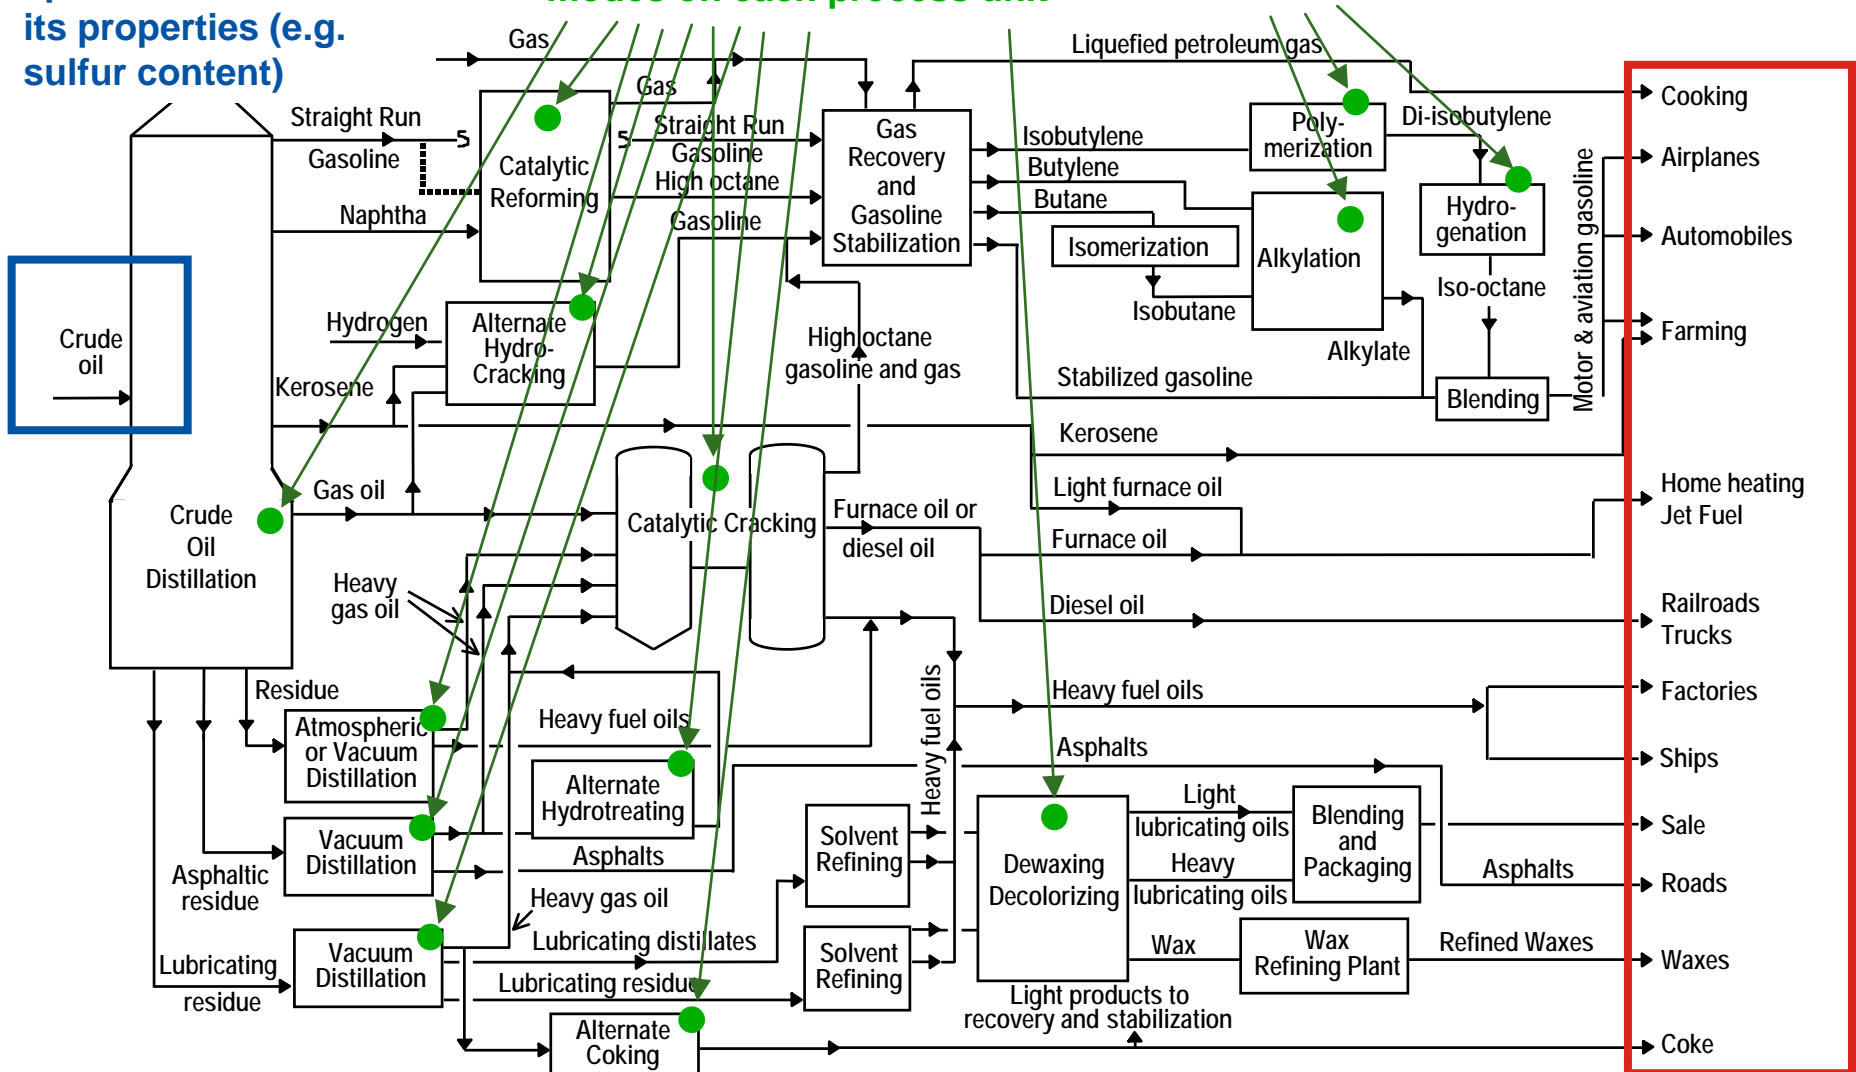 its properties (e.g.
sulfur content)
modes on each process unit
Gas
Liquefied petroleum gas
Gas
Straight Run
Gasoline
Catalytic
Reforming
Straight Run
Gasoline
High octane
Gasoline
Naphtha
Gas
Recovery
and
Gasoline
Stabilization
Isobutylene
Butylene
Butane
Isomerization
Isobutane
Poly-
merization
Di-isobutylene
Hydro-
genation
Alkylation
Iso-octane
Alkylate
Stabilized gasoline
Blending
Motor & aviation gasoline
Cooking
Airplanes
Automobiles
Farming
Crude
oil
Hydrogen
Alternate
Hydro-
Cracking
Kerosene
High octane
gasoline and gas
Kerosene
Light furnace oil
Furnace oil
Home heating
Jet Fuel
Gas oil
Crude
Oil
Distillation
Catalytic Cracking
Furnace oil or
diesel oil
Heavy
gas oil
Diesel oil
Railroads
Trucks
Residue
Atmospheric
or Vacuum
Distillation
Heavy fuel oils
Heavy fuel oils
Heavy fuel oils
Factories
Asphalts
Ships
Alternate
Hydrotreating
Vacuum
Distillation
Asphalts
Asphaltic
residue
Solvent
Refining
Dewaxing
Decolorizing
Light
lubricating oils
Heavy
lubricating oils
Blending
and
Packaging
Sale
Asphalts
Roads
Heavy gas oil
Lubricating distillates
Vacuum
Distillation
Lubricating
residue
Lubricating residue
Solvent
Refining
Wax
Wax
Refining Plant
Refined Waxes
Waxes
Light products to
recovery and stabilization
Alternate
Coking
Coke